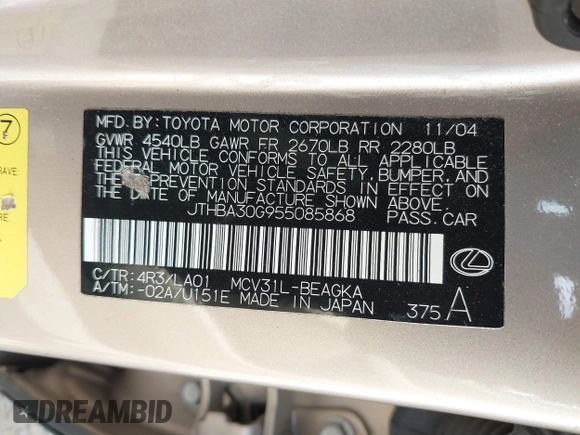 MFD. BY: TOYOTA MOTOR CORPORATION 11/04
GVWR 4540LB GAWR FR 2670LB RR 2280LB
THIS VEHICLE CONFORMS TO ALL APPLICABLE
FEDERAL MOTOR VEHICLE SAFETY, BUMPER, AND
PREVENTION STANDARDS IN EFFECT ON
THE DATE OF MANUFACTURE SHOWN ABOVE.
JTHBA30G955085868 PASS. CAR
C/TR: 4R3/LA01 MCV31L-BEAGKA
A/TM: -02A/U151E MADE IN JAPAN 375 A
7
RAVE:
DREAMBID